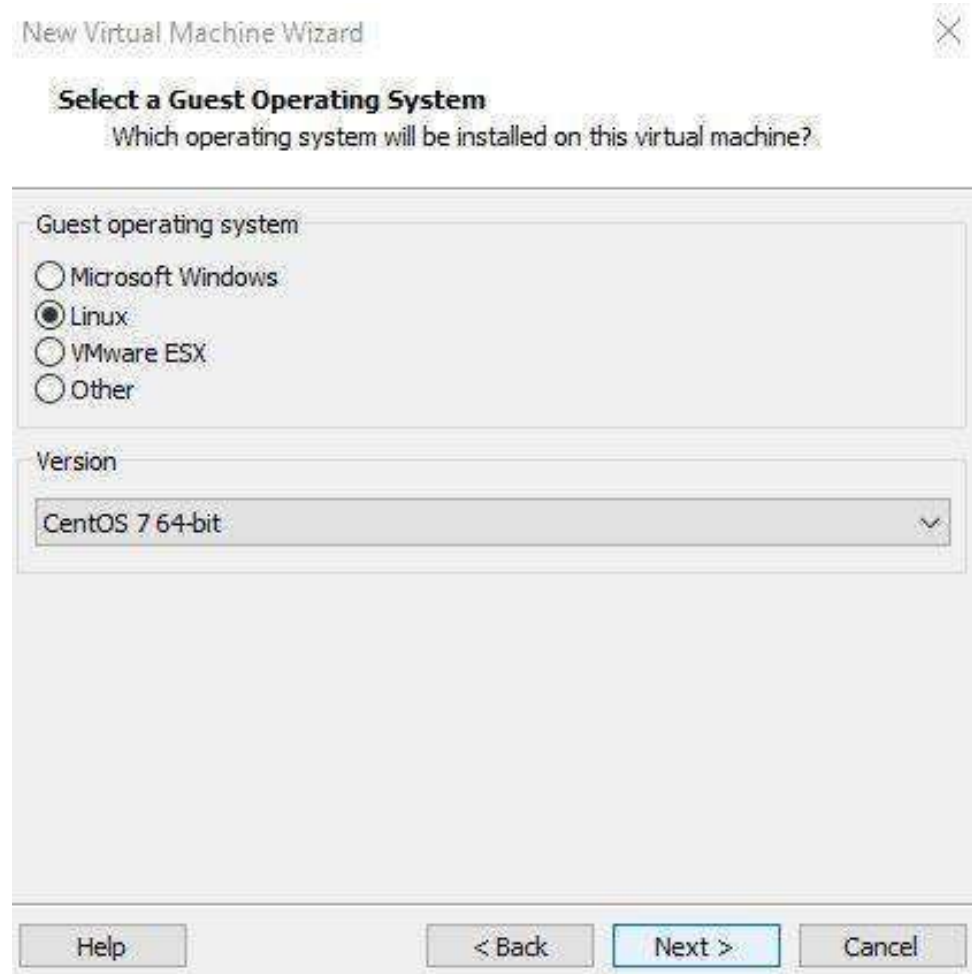 New Virtual Machine Wizard
Select a Guest Operating System
Which operating system will be installed on this virtual machine?
Guest operating system
Microsoft Windows
Linux
VMware ESX
Other
Version
CentOS 7 64-bit
Help < Back Next > Cancel